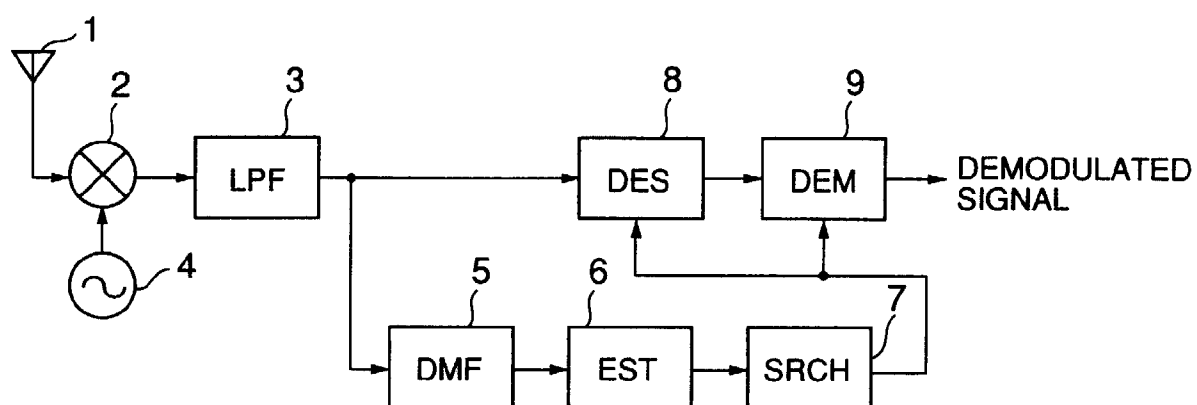 1
2
3
LPF
4
8
DES
9
DEM
DEMODULATED
SIGNAL
5
DMF
6
EST
7
SRCH